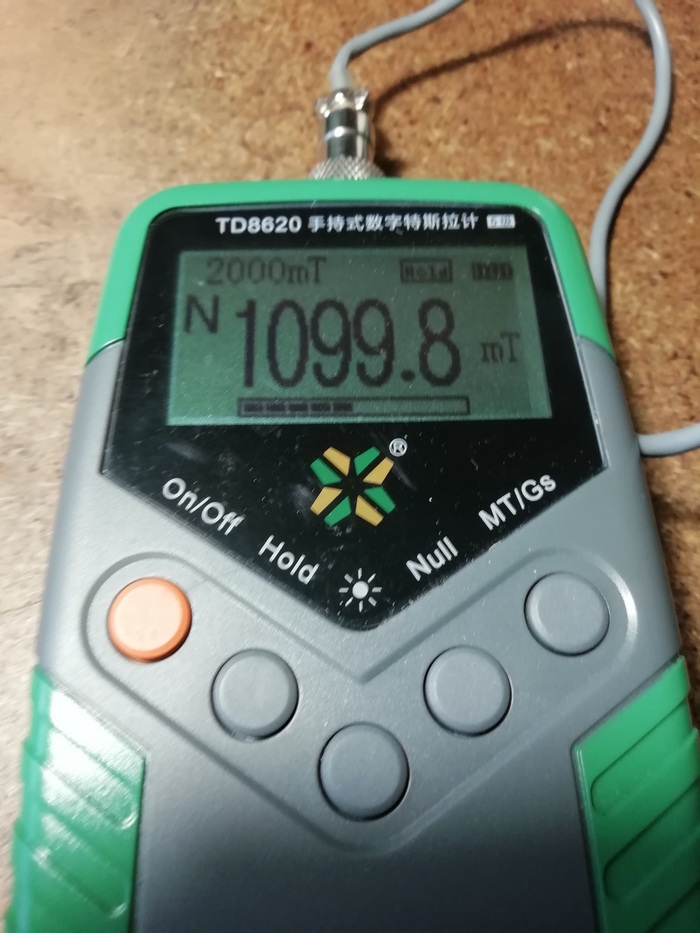 TD8620 手持式数字特斯拉计
2000mT Hold
N 1099.8 mT
®
On/Off Hold Null MT/Gs